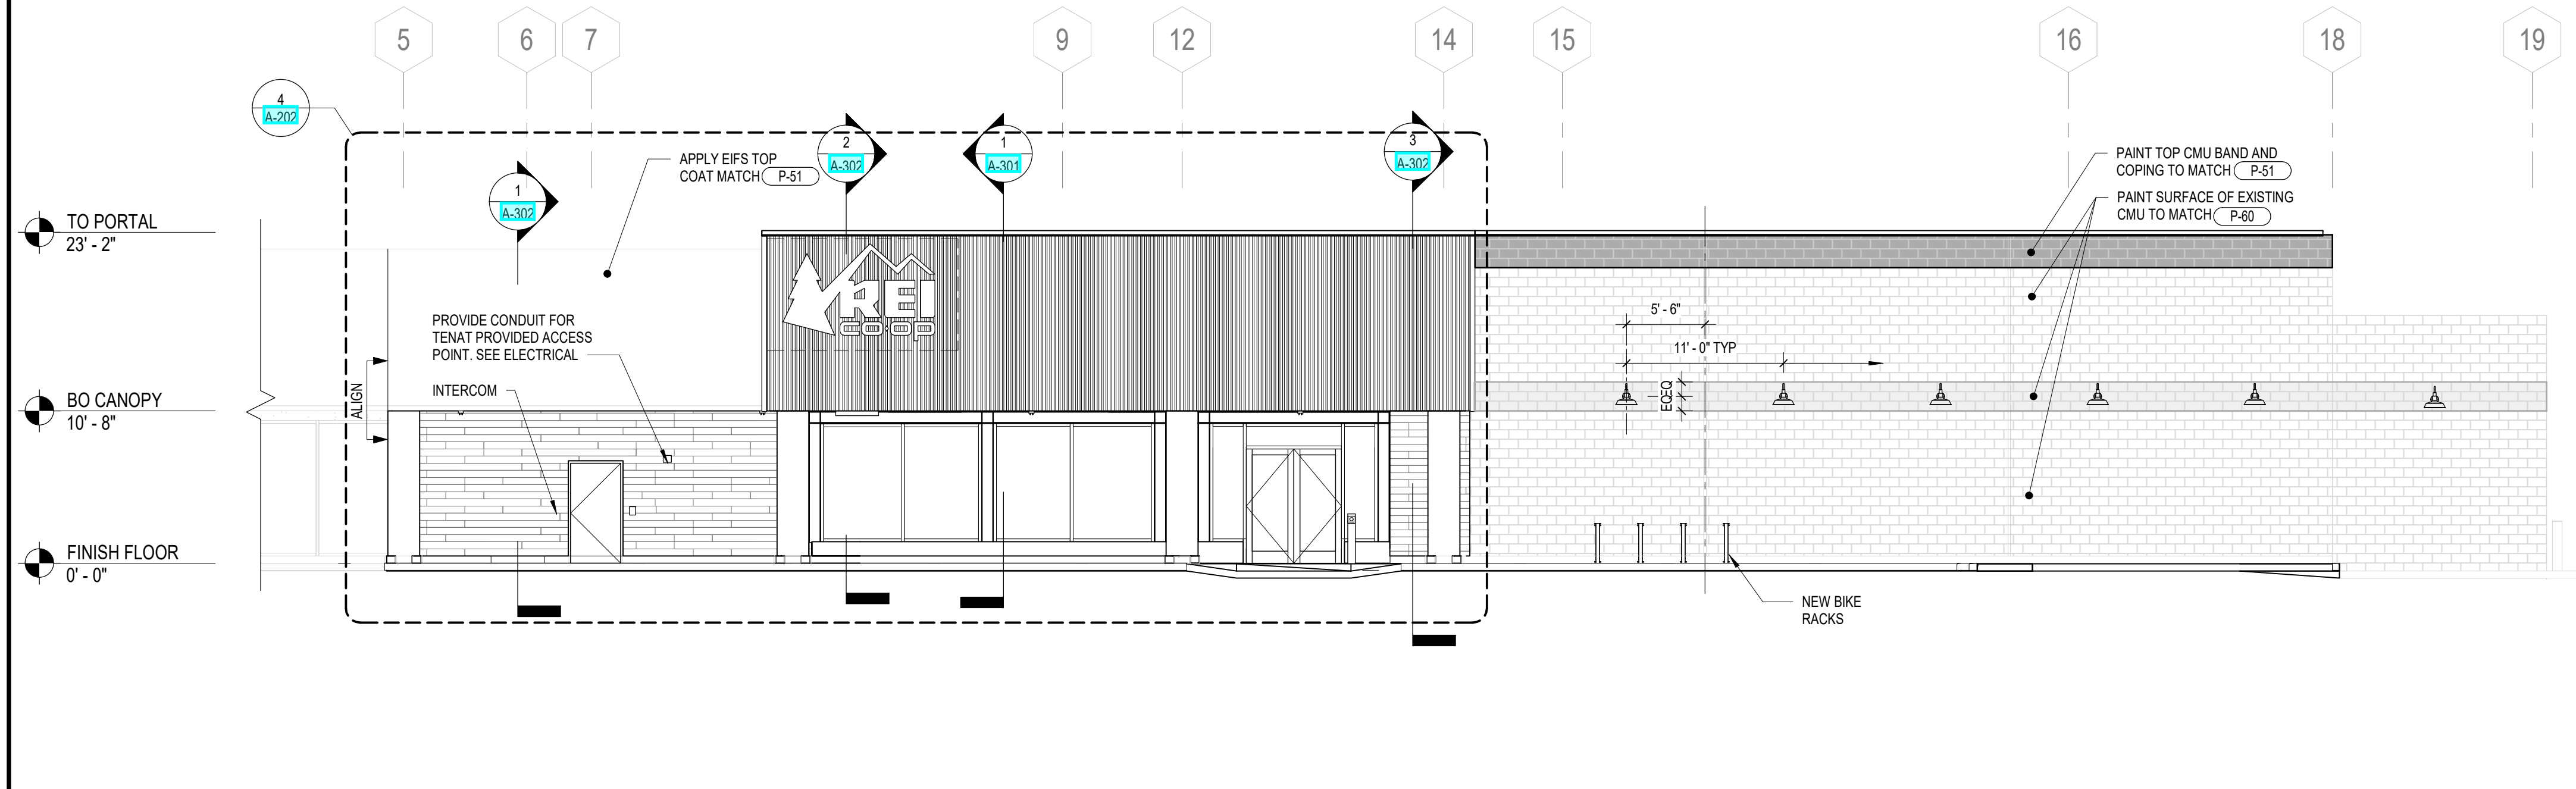 5
6
7
9
12
14
15
16
18
19
4
A-202
1
A-302
2
A-302
1
A-301
3
A-302
APPLY EIFS TOP
COAT MATCH P-51
PAINT TOP CMU BAND AND
COPING TO MATCH P-51
PAINT SURFACE OF EXISTING
CMU TO MATCH P-60
TO PORTAL
23' - 2"
REI
CO·OP
PROVIDE CONDUIT FOR
TENAT PROVIDED ACCESS
POINT. SEE ELECTRICAL
INTERCOM
ALIGN
5' - 6"
11' - 0" TYP
EQ
EQ
BO CANOPY
10' - 8"
FINISH FLOOR
0' - 0"
NEW BIKE
RACKS